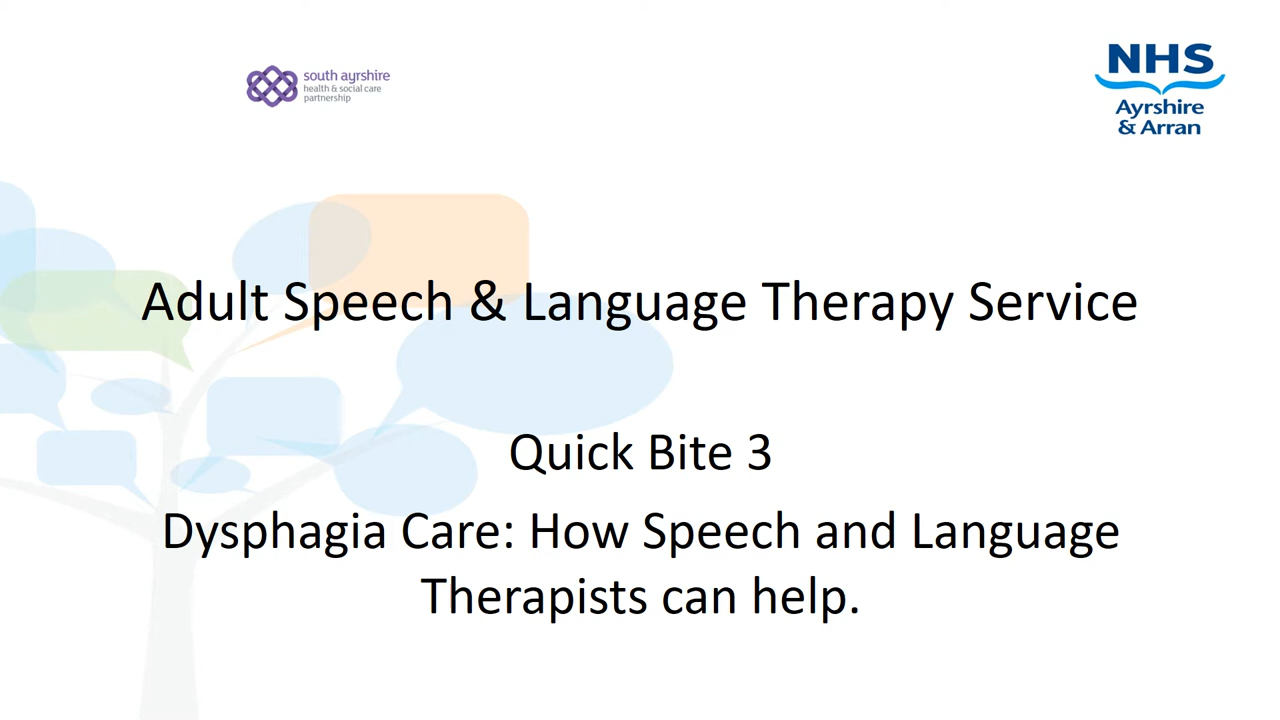 south ayrshire
health & social care
partnership
NHS
Ayrshire
& Arran
Adult Speech & Language Therapy Service
Quick Bite 3
Dysphagia Care: How Speech and Language
Therapists can help.